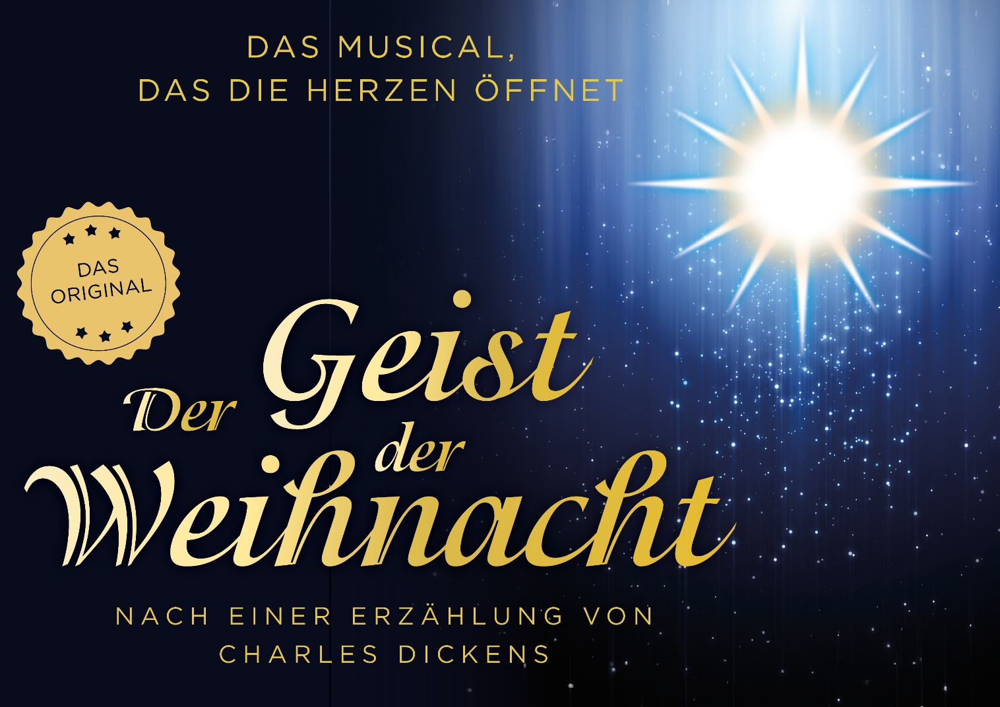 DAS MUSICAL,
DAS DIE HERZEN ÖFFNET
DAS
ORIGINAL
Der Geist
der
Weihnacht
NACH EINER ERZÄHLUNG VON
CHARLES DICKENS